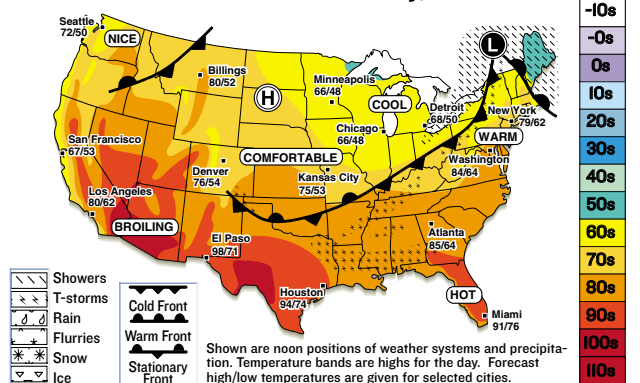 Seattle
72/50
NICE
Billings
80/52
H
Minneapolis
66/48
COOL
L
Detroit
68/50
New York
79/62
Chicago
66/48
WARM
Washington
84/64
San Francisco
67/53
Denver
76/54
COMFORTABLE
Kansas City
75/53
Los Angeles
80/62
BROILING
El Paso
98/71
Atlanta
85/64
Houston
94/74
HOT
Miami
91/76
Showers
T-storms
Rain
Flurries
Snow
Ice
Cold Front
Warm Front
Stationary
Front
Shown are noon positions of weather systems and precipita-
tion. Temperature bands are highs for the day. Forecast
high/low temperatures are given for selected cities.
-10s
-0s
0s
10s
20s
30s
40s
50s
60s
70s
80s
90s
100s
110s